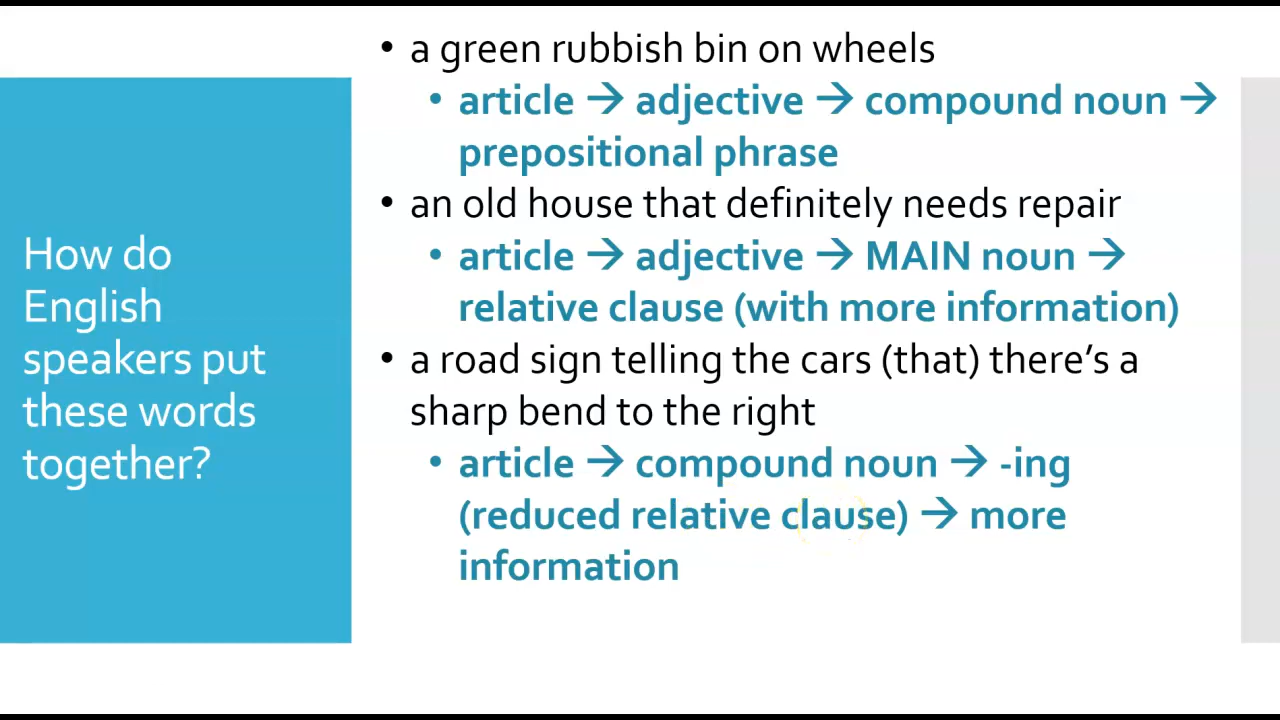 How do
English
speakers put
these words
together?
• a green rubbish bin on wheels
• article → adjective → compound noun →
prepositional phrase
• an old house that definitely needs repair
• article → adjective → MAIN noun →
relative clause (with more information)
• a road sign telling the cars (that) there’s a
sharp bend to the right
• article → compound noun → -ing
(reduced relative clause) → more
information